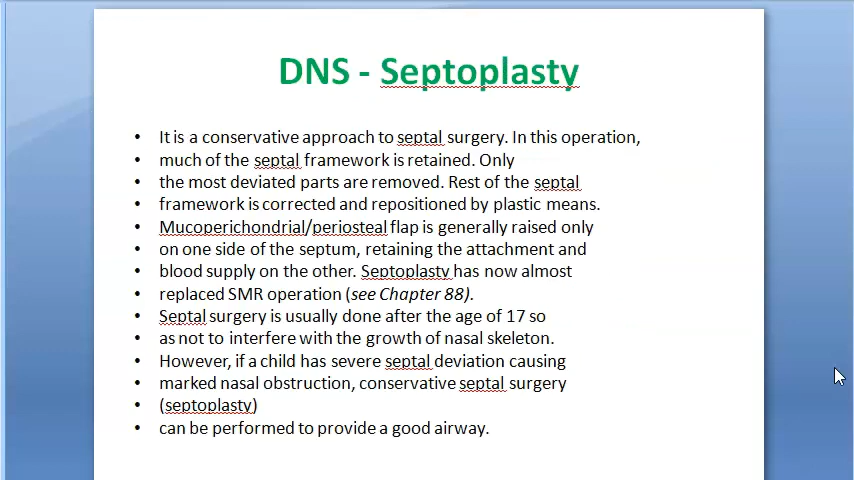 DNS - Septoplasty
• It is a conservative approach to septal surgery. In this operation,
• much of the septal framework is retained. Only
• the most deviated parts are removed. Rest of the septal
• framework is corrected and repositioned by plastic means.
• Mucoperichondrial/periosteal flap is generally raised only
• on one side of the septum, retaining the attachment and
• blood supply on the other. Septoplasty has now almost
• replaced SMR operation (see Chapter 88).
• Septal surgery is usually done after the age of 17 so
• as not to interfere with the growth of nasal skeleton.
• However, if a child has severe septal deviation causing
• marked nasal obstruction, conservative septal surgery
• (septoplasty)
• can be performed to provide a good airway.